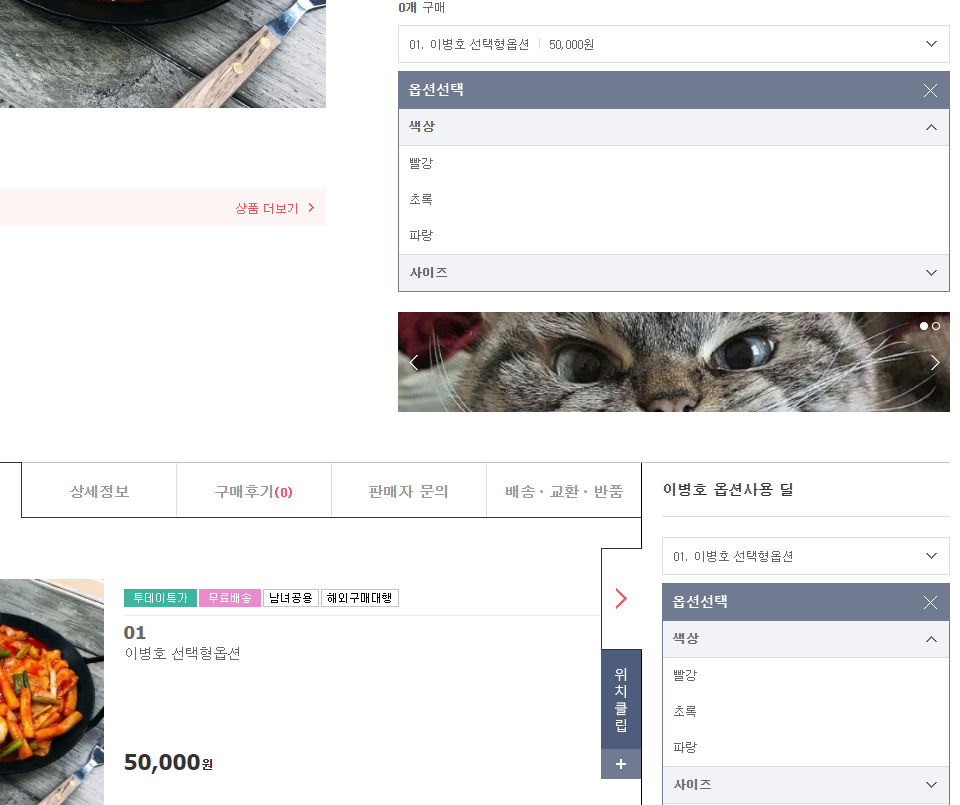 0개 구매
01. 이병호 선택형옵션 50,000원
옵션선택
색상
빨강
초록
파랑
사이즈
상품 더보기
상세정보
구매후기(0)
판매자 문의
배송 · 교환 · 반품
이병호 옵션사용 딜
01. 이병호 선택형옵션
옵션선택
색상
빨강
초록
파랑
사이즈
투데이특가 무료배송 남녀공용 해외구매대행
01
이병호 선택형옵션
50,000원
위치클립
+